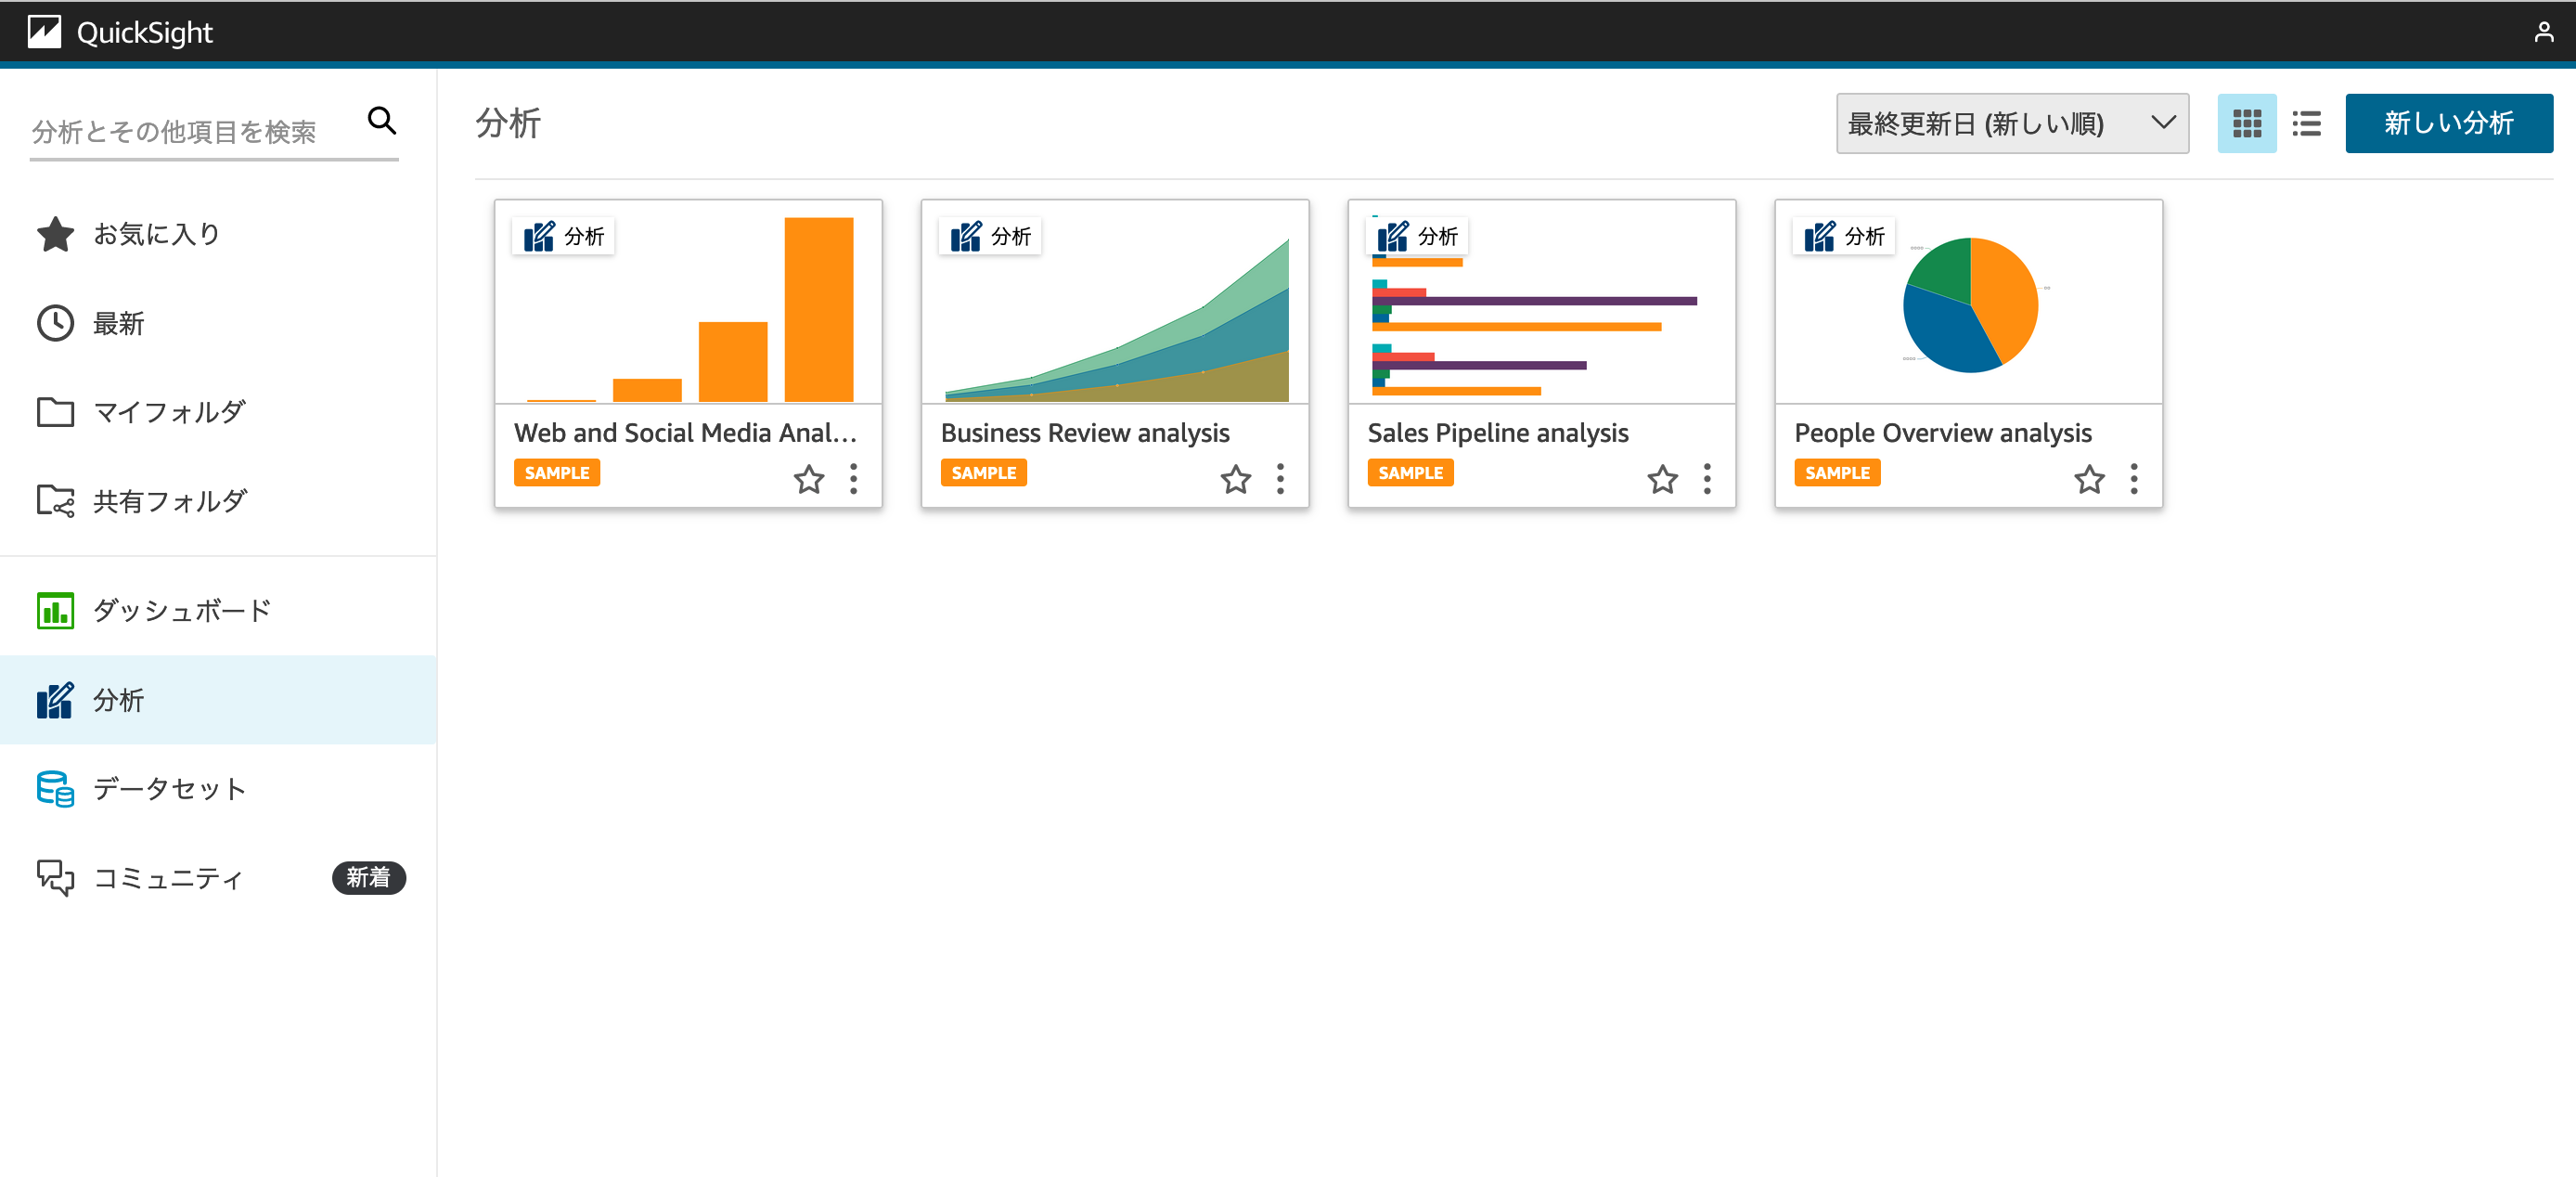 QuickSight
分析とその他項目を検索
お気に入り
最新
マイフォルダ
共有フォルダ
ダッシュボード
分析
データセット
コミュニティ
新着
分析
最終更新日 (新しい順)
新しい分析
分析
Web and Social Media Anal...
SAMPLE
分析
Business Review analysis
SAMPLE
分析
Sales Pipeline analysis
SAMPLE
分析
People Overview analysis
SAMPLE